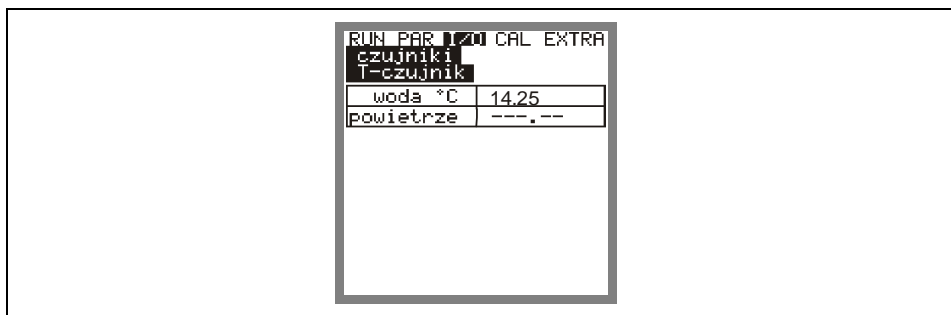 RUN PAR I/O CAL EXTRA
czujniki
T-czujnik
woda °C 14.25
powietrze ---.--